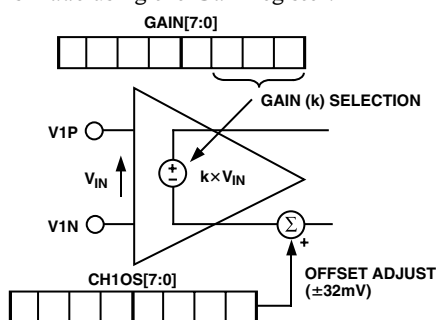 GAIN[7:0]
GAIN (k) SELECTION
V1P
VIN
+
−
k×VIN
V1N
Σ
+
CH1OS[7:0]
OFFSET ADJUST
(±32mV)